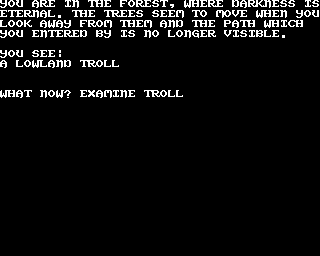 YOU ARE IN THE FOREST, WHERE DARKNESS IS
ETERNAL. THE TREES SEEM TO MOVE WHEN YOU
LOOK AWAY FROM THEM AND THE PATH WHICH
YOU ENTERED BY IS NO LONGER VISIBLE.
YOU SEE:
A LOWLAND TROLL
WHAT NOW? EXAMINE TROLL